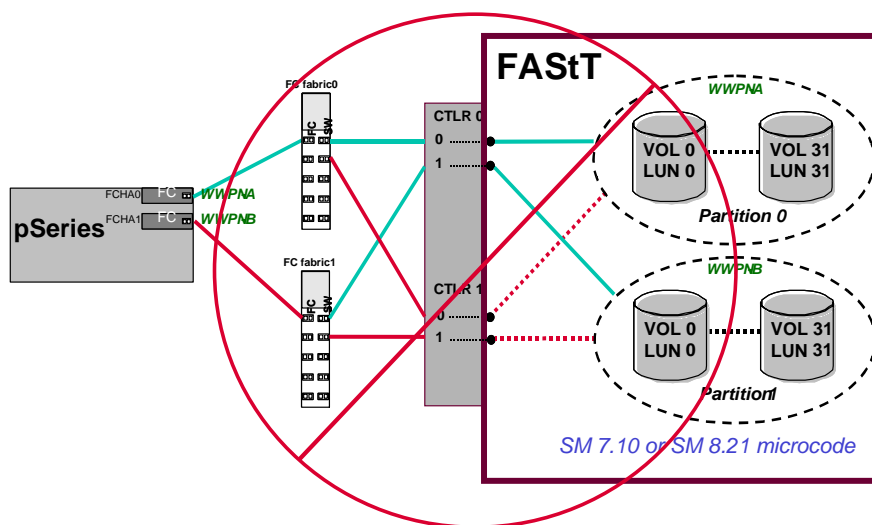 FAStT
FC fabric0
FC
SW
CTLR 0
0
1
WWPNA
VOL 0
LUN 0
VOL 31
LUN 31
Partition 0
pSeries
FCHA0
FC
WWPNA
FCHA1
FC
WWPNB
FC fabric1
FC
SW
CTLR 1
0
1
WWPNB
VOL 0
LUN 0
VOL 31
LUN 31
Partition1
SM 7.10 or SM 8.21 microcode